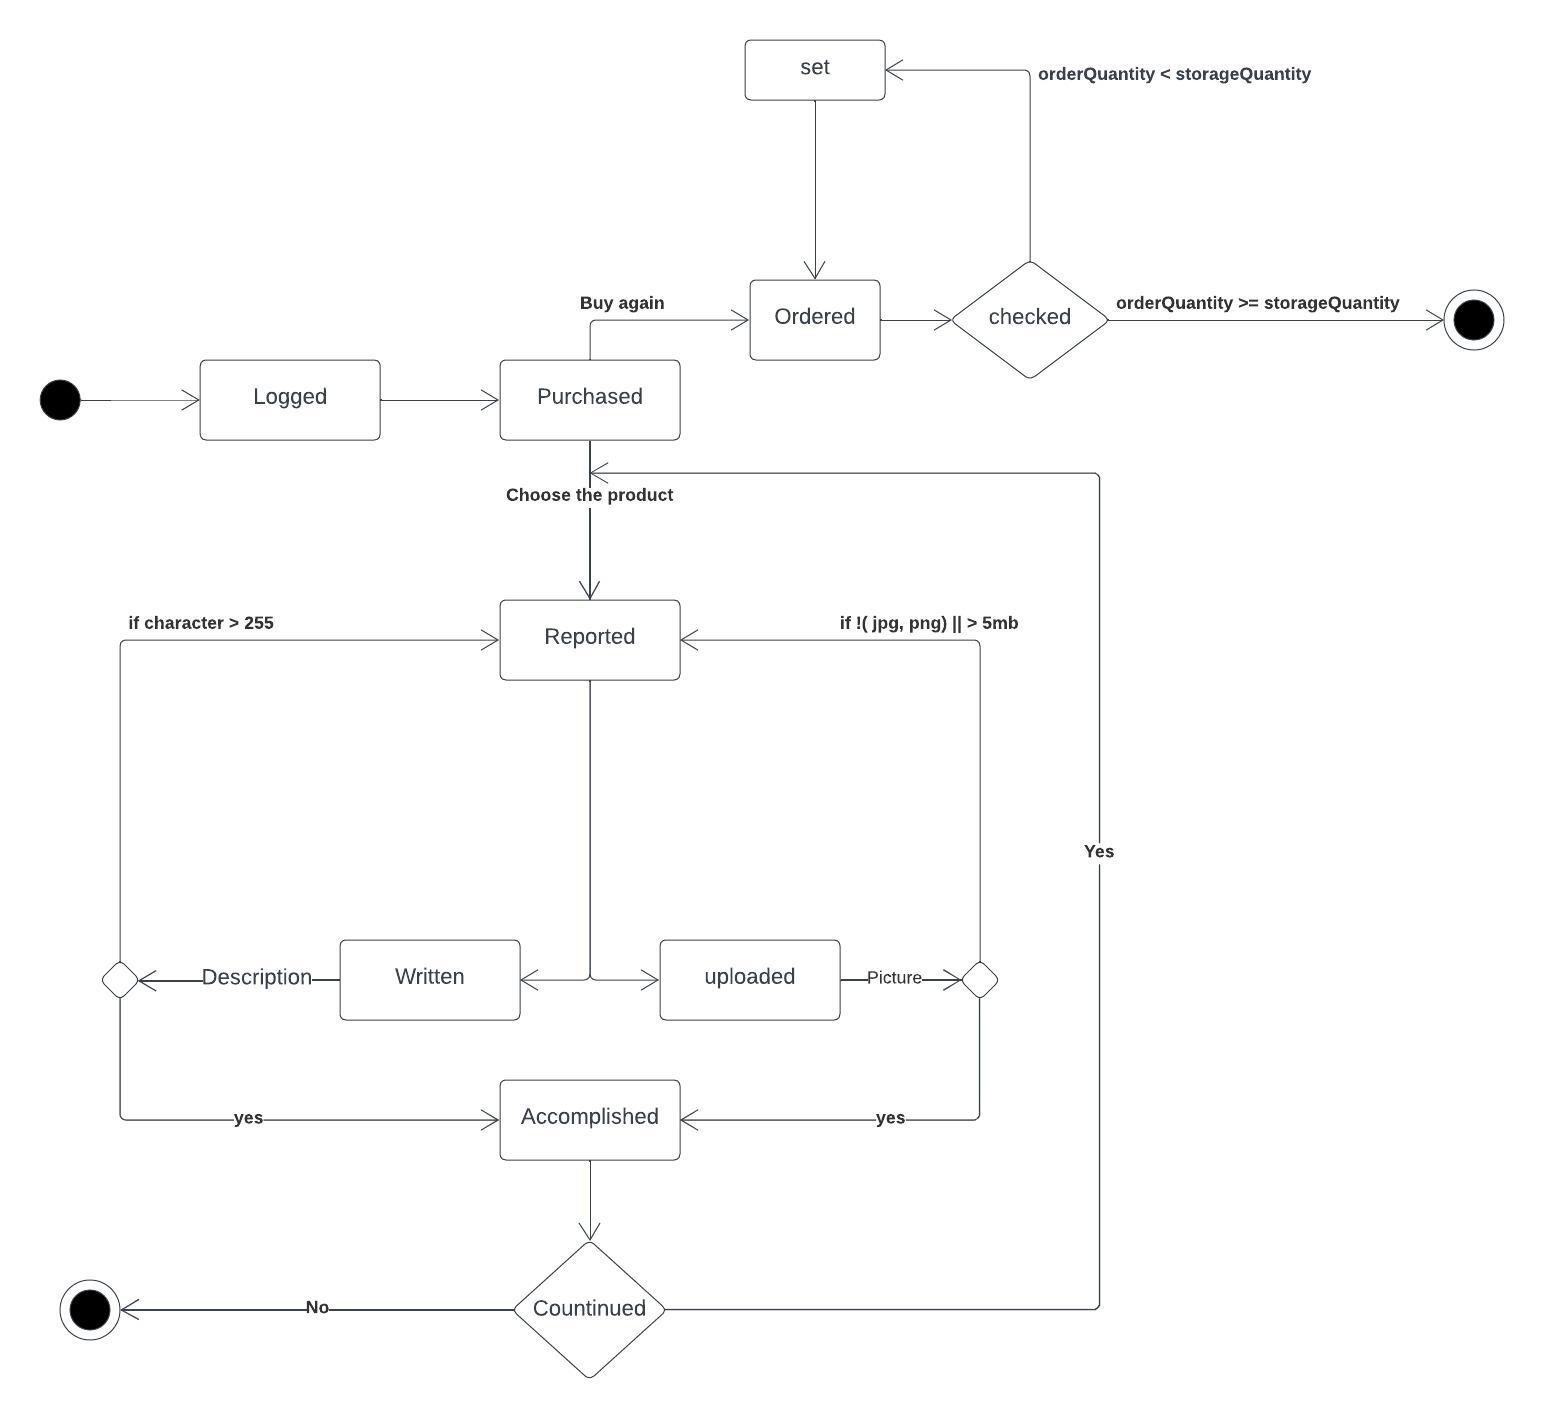 set
orderQuantity < storageQuantity
Buy again
Ordered
checked
orderQuantity >= storageQuantity
Logged
Purchased
Choose the product
if character > 255
Reported
if !( jpg, png) || > 5mb
Yes
Description
Written
uploaded
Picture
yes
Accomplished
yes
No
Countinued